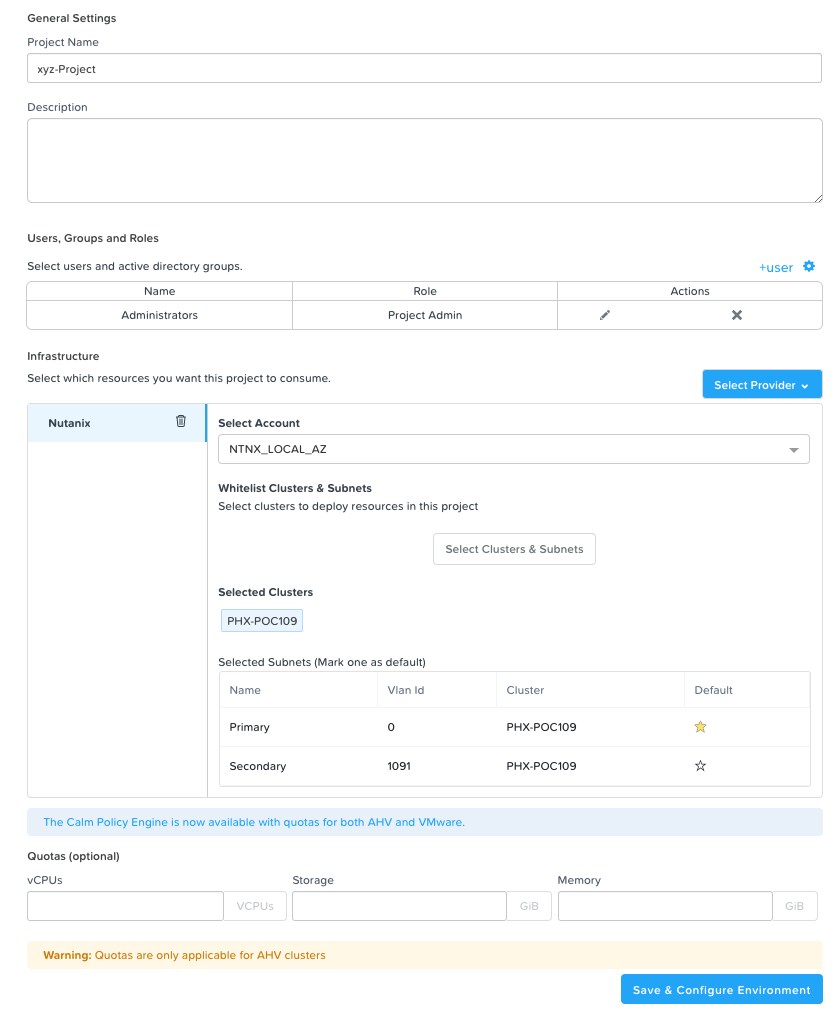 General Settings
Project Name
xyz-Project
Description
Users, Groups and Roles
Select users and active directory groups.
+user
Name Role Actions
Administrators Project Admin
Infrastructure
Select which resources you want this project to consume.
Select Provider
Nutanix
Select Account
NTNX_LOCAL_AZ
Whitelist Clusters & Subnets
Select clusters to deploy resources in this project
Select Clusters & Subnets
Selected Clusters
PHX-POC109
Selected Subnets (Mark one as default)
Name Vlan Id Cluster Default
Primary 0 PHX-POC109
Secondary 1091 PHX-POC109
The Calm Policy Engine is now available with quotas for both AHV and VMware.
Quotas (optional)
vCPUs Storage Memory
VCPUs GiB GiB
Warning: Quotas are only applicable for AHV clusters
Save & Configure Environment